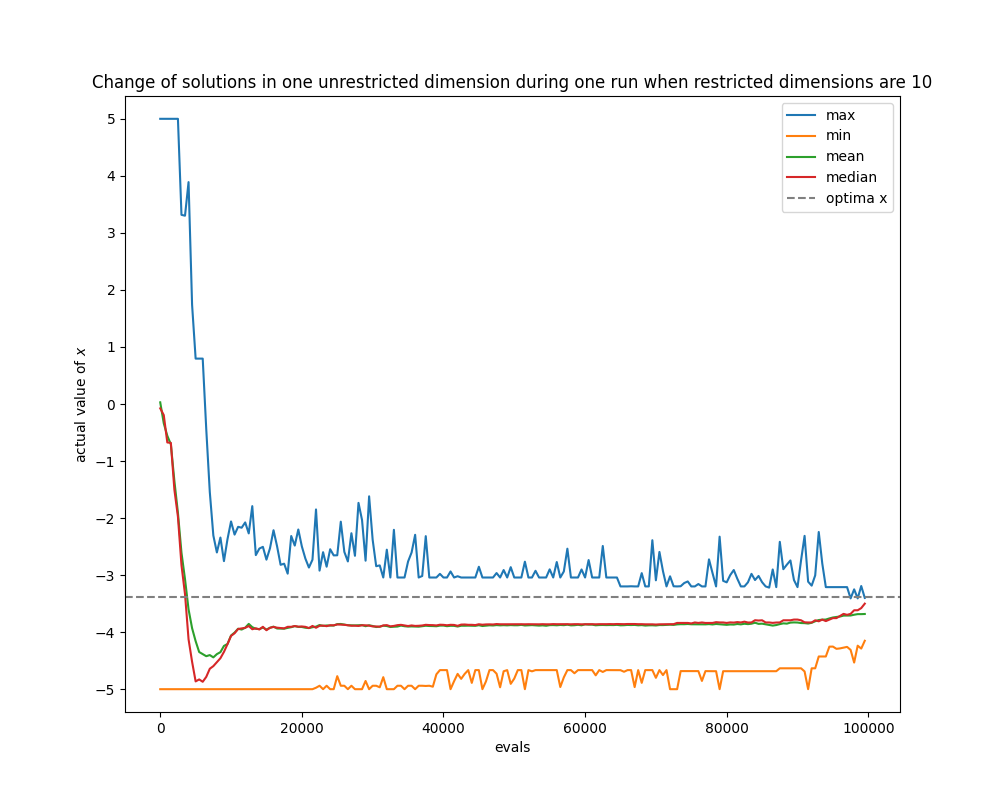 Change of solutions in one unrestricted dimension during one run when restricted dimensions are 10
max
min
mean
median
optima x
5
4
3
2
1
0
−1
−2
−3
−4
−5
actual value of x
0
20000
40000
60000
80000
100000
evals